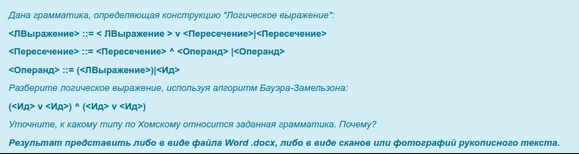 Дана грамматика, определяющая конструкцию "Логическое выражение":
<ЛВыражение> ::= < ЛВыражение > v <Пересечение>|<Пересечение>
<Пересечение> ::= <Пересечение> ^ <Операнд> |<Операнд>
<Операнд> ::= (<ЛВыражение>)|<Ид>
Разберите логическое выражение, используя алгоритм Бауэра-Замельзона:
(<Ид> v <Ид>) ^ (<Ид> v <Ид>)
Уточните, к какому типу по Хомскому относится заданная грамматика. Почему?
Результат представить либо в виде файла Word .docx, либо в виде сканов или фотографий рукописного текста.